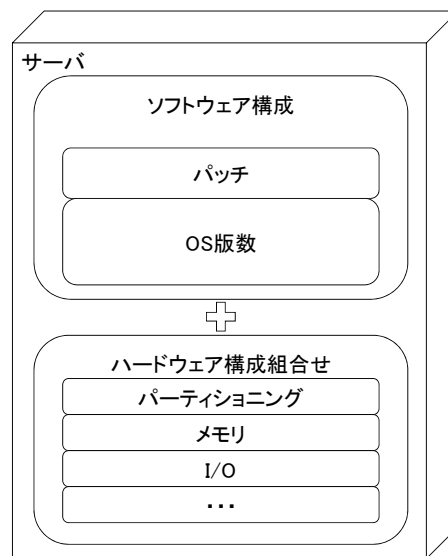 サーバ
ソフトウェア構成
パッチ
OS版数
ハードウェア構成組合せ
パーティショニング
メモリ
I/O
・・・